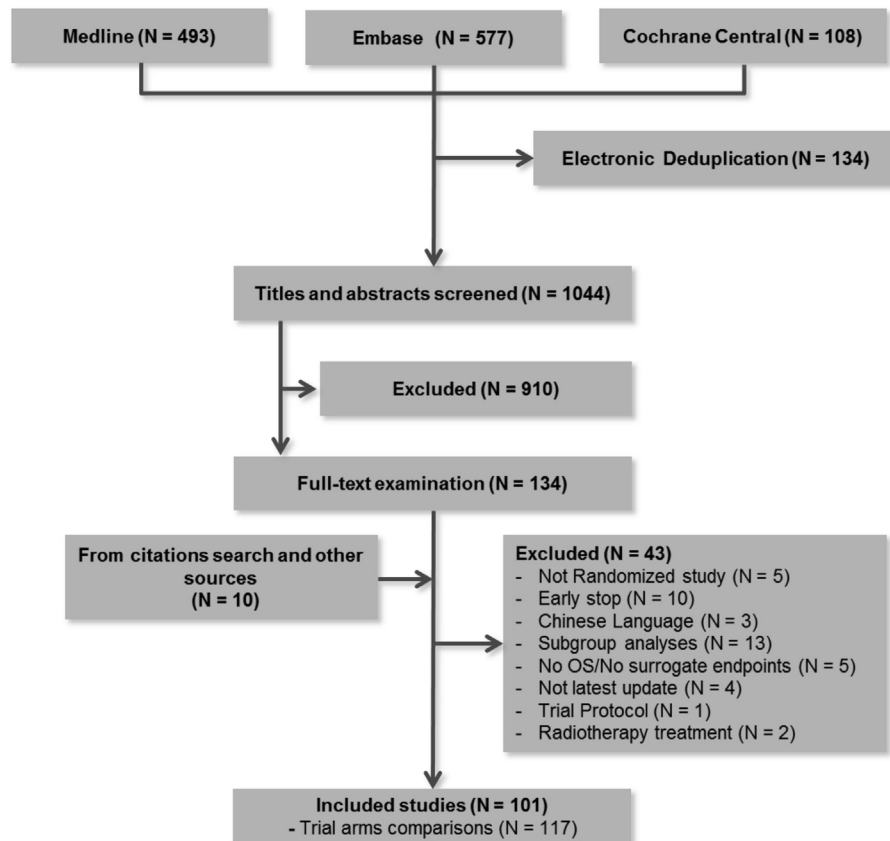 Medline (N = 493)
Embase (N = 577)
Cochrane Central (N = 108)
Electronic Deduplication (N = 134)
Titles and abstracts screened (N = 1044)
Excluded (N = 910)
Full-text examination (N = 134)
From citations search and other
sources
(N = 10)
Excluded (N = 43)
- Not Randomized study (N = 5)
- Early stop (N = 10)
- Chinese Language (N = 3)
- Subgroup analyses (N = 13)
- No OS/No surrogate endpoints (N = 5)
- Not latest update (N = 4)
- Trial Protocol (N = 1)
- Radiotherapy treatment (N = 2)
Included studies (N = 101)
- Trial arms comparisons (N = 117)